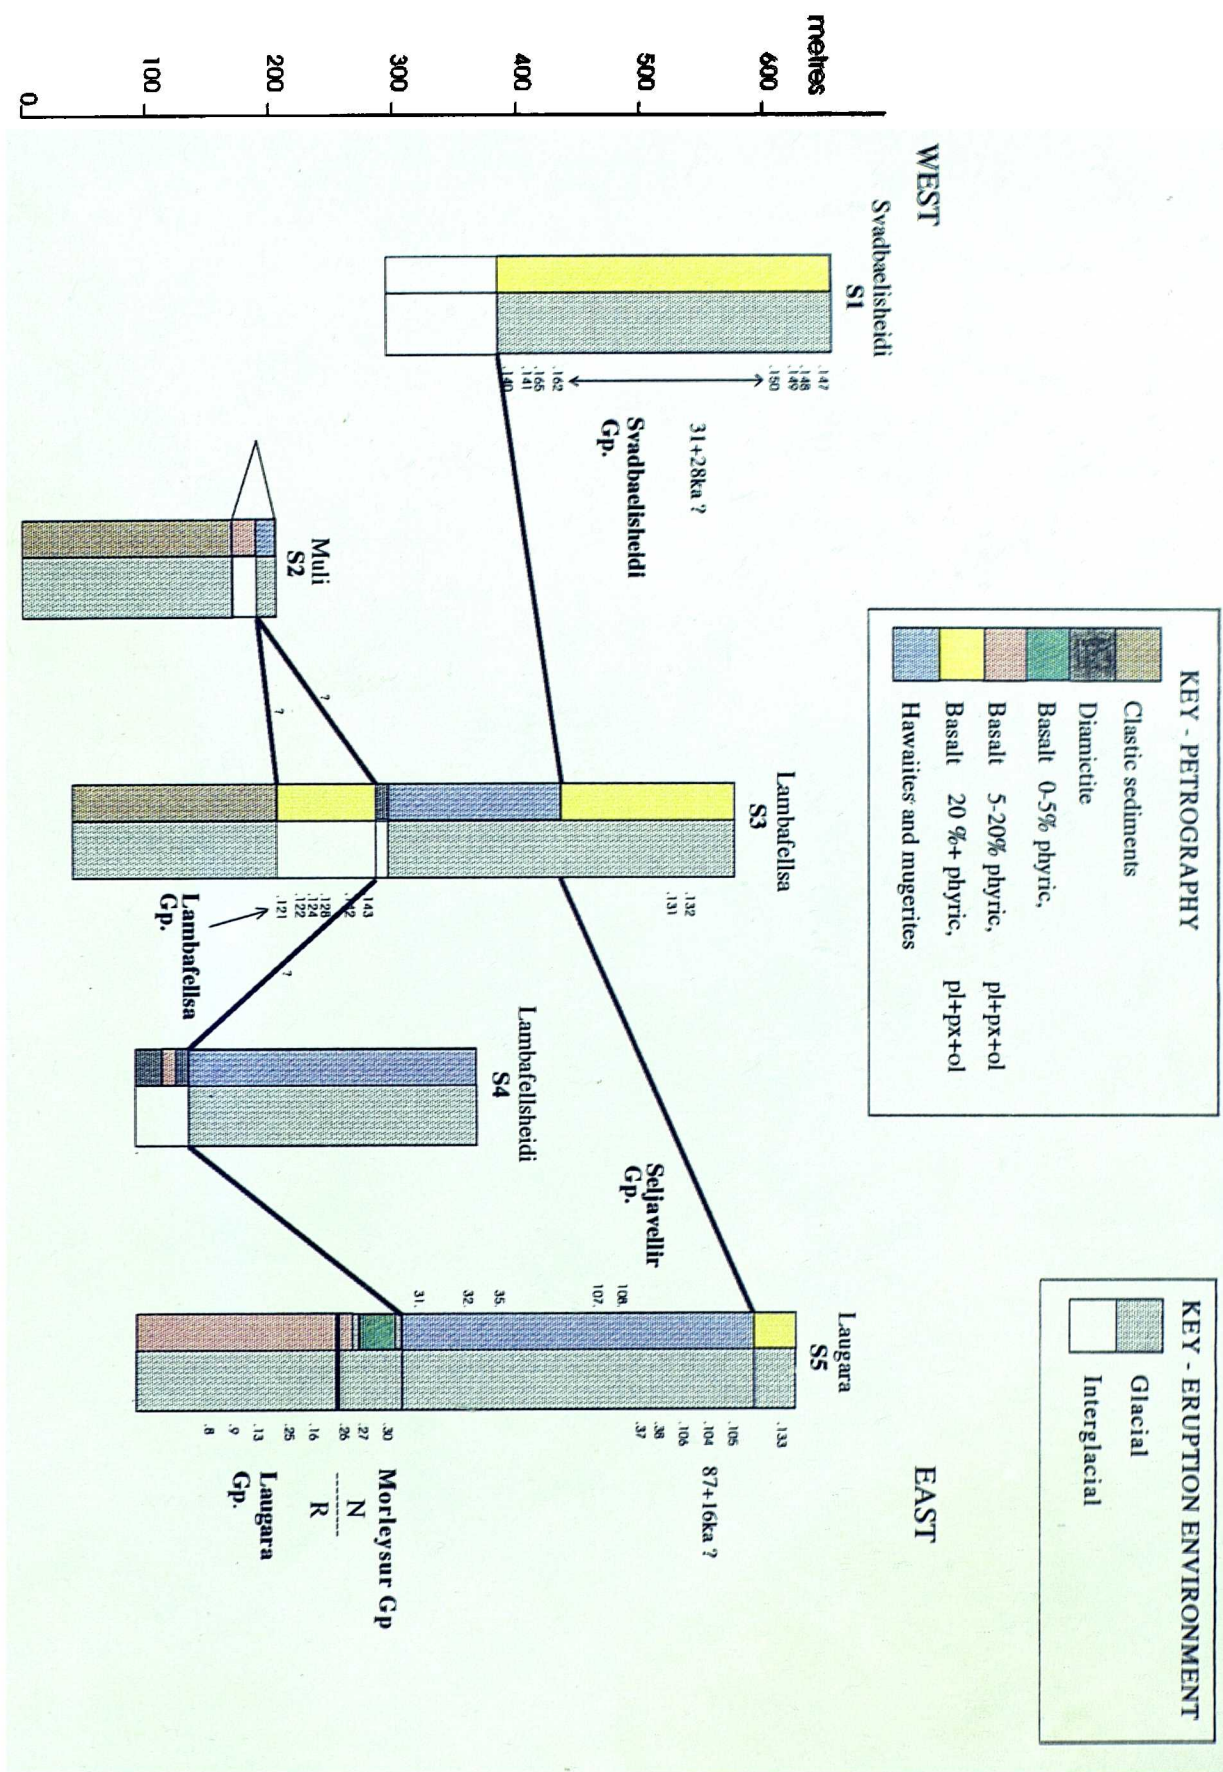 metres
600
500
400
300
200
100
0
WEST
EAST
Svadbaelisheidi
S1
.147
.148
.149
.150
.162
.165
.141
.140
31+28ka ?
Svadbaelisheidi
Gp.
Muli
S2
?
?
Lambafellsa
S3
.132
.131
.143
.142
.128
.124
.122
.121
Lambafellsa
Gp.
?
Lambafellsheidi
S4
Seljavellir
Gp.
Laugara
S5
108.
107.
35.
32.
31.
.133
.105
.104
.106
.38
.37
.30
.27
.26
.16
.25
.13
.9
.8
87+16ka ?
Morleysur Gp
N
-------
R
Laugara
Gp.
KEY - PETROGRAPHY
Clastic sediments
Diamictite
Basalt 0-5% phyric,
Basalt 5-20% phyric, pl+px+ol
Basalt 20 %+ phyric, pl+px+ol
Hawaiites and mugerites
KEY - ERUPTION ENVIRONMENT
Glacial
Interglacial